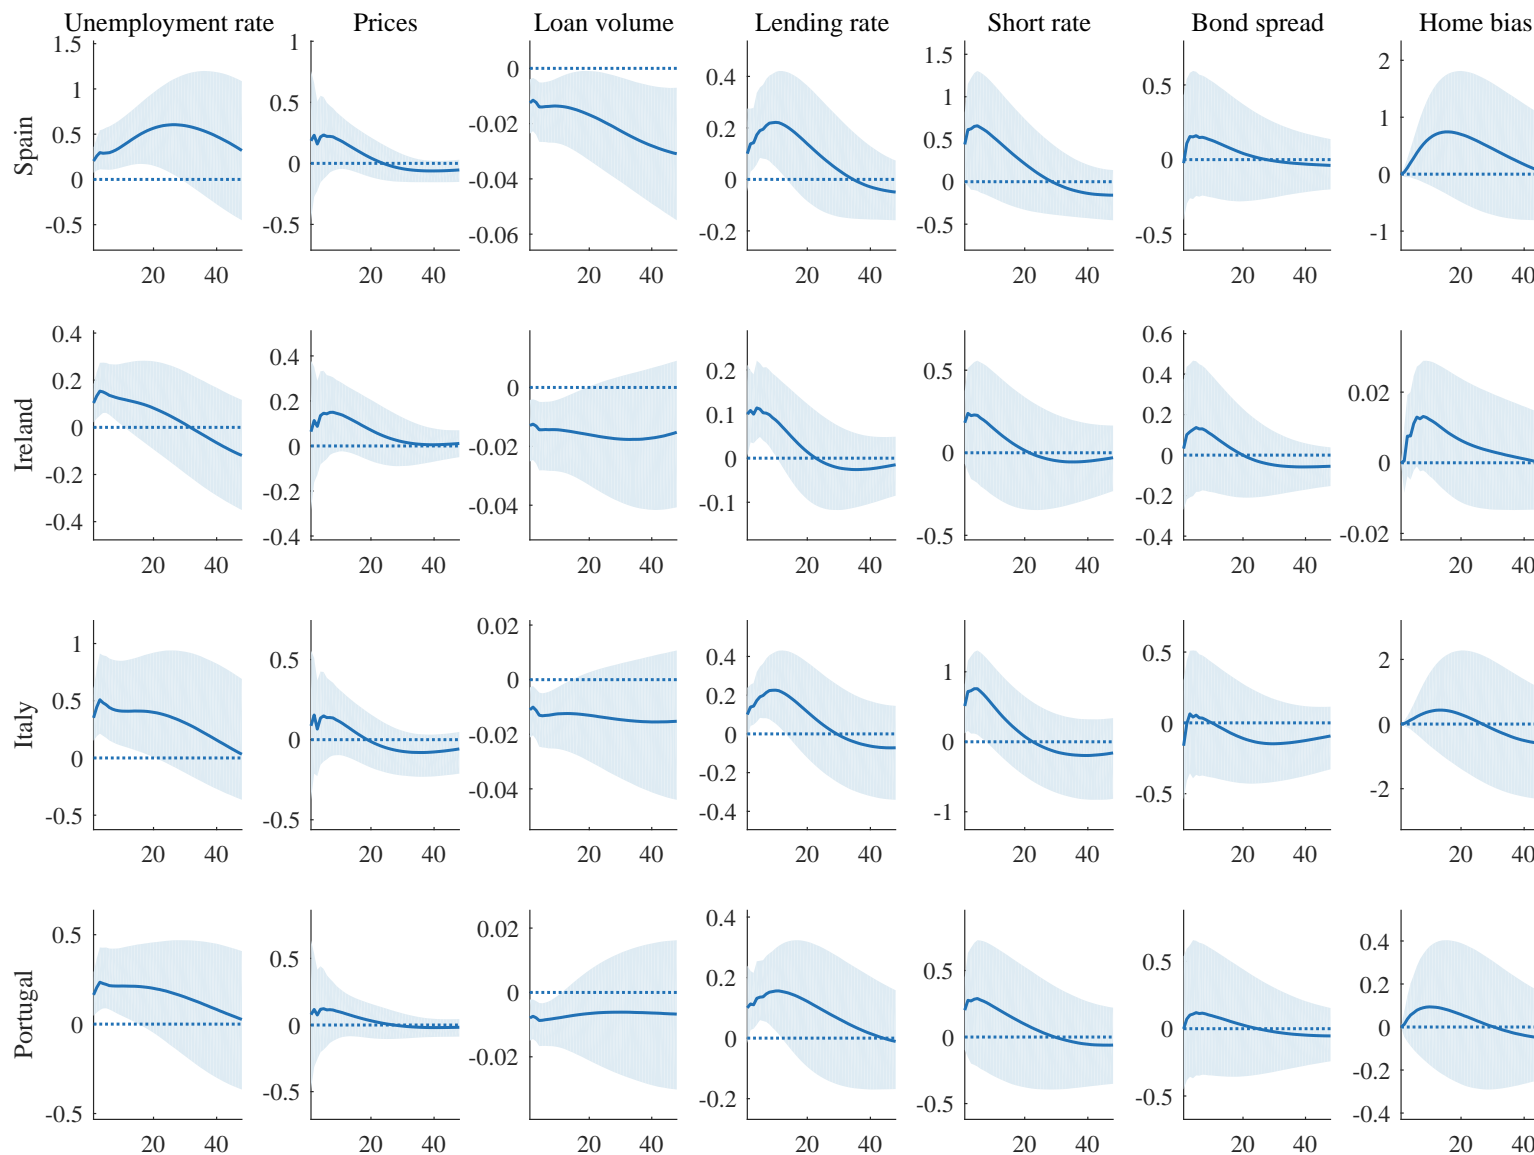 Unemployment rate Prices Loan volume Lending rate Short rate Bond spread Home bias
Spain
1.5 1 0.5 0 -0.5 20 40
1 0.5 0 -0.5 20 40
0 -0.02 -0.04 -0.06 20 40
0.4 0.2 0 -0.2 20 40
1.5 1 0.5 0 -0.5 20 40
0.5 0 -0.5 20 40
2 1 0 -1 20 40
Ireland
0.4 0.2 0 -0.2 -0.4 20 40
0.4 0.2 0 -0.2 -0.4 20 40
0 -0.02 -0.04 20 40
0.2 0.1 0 -0.1 20 40
0.5 0 -0.5 20 40
0.6 0.4 0.2 0 -0.2 -0.4 20 40
0.02 0 -0.02 20 40
Italy
1 0.5 0 -0.5 20 40
0.5 0 -0.5 20 40
0.02 0 -0.02 -0.04 20 40
0.4 0.2 0 -0.2 -0.4 20 40
1 0 -1 20 40
0.5 0 -0.5 20 40
2 0 -2 20 40
Portugal
0.5 0 -0.5 20 40
0.5 0 -0.5 20 40
0.02 0 -0.02 20 40
0.4 0.2 0 -0.2 20 40
0.5 0 -0.5 20 40
0.5 0 -0.5 20 40
0.4 0.2 0 -0.2 -0.4 20 40